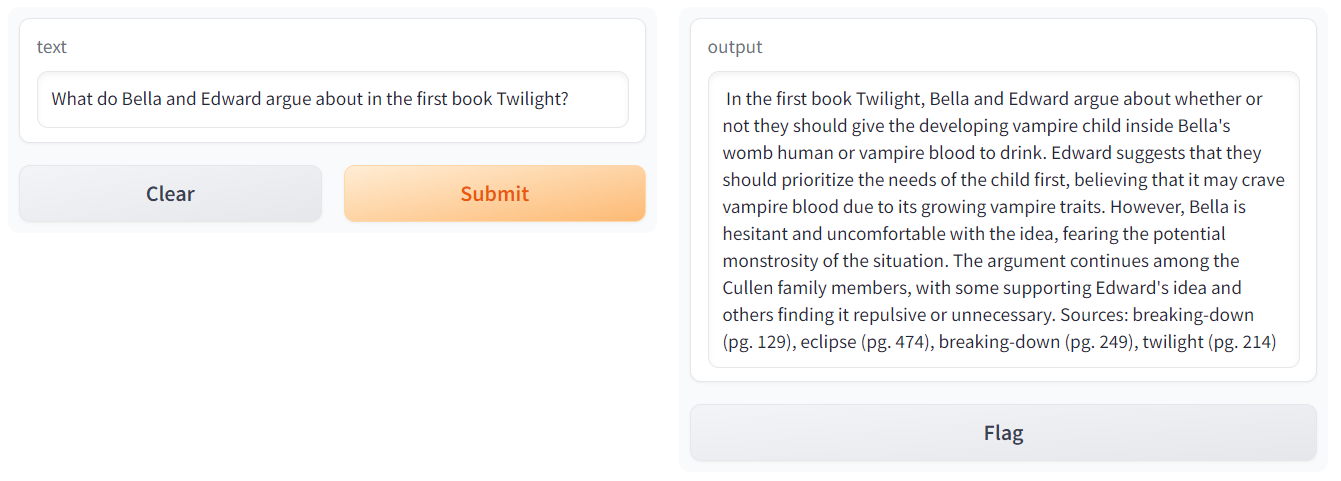 text
What do Bella and Edward argue about in the first book Twilight?
Clear
Submit
output
In the first book Twilight, Bella and Edward argue about whether or
not they should give the developing vampire child inside Bella's
womb human or vampire blood to drink. Edward suggests that they
should prioritize the needs of the child first, believing that it may crave
vampire blood due to its growing vampire traits. However, Bella is
hesitant and uncomfortable with the idea, fearing the potential
monstrosity of the situation. The argument continues among the
Cullen family members, with some supporting Edward's idea and
others finding it repulsive or unnecessary. Sources: breaking-down
(pg. 129), eclipse (pg. 474), breaking-down (pg. 249), twilight (pg. 214)
Flag